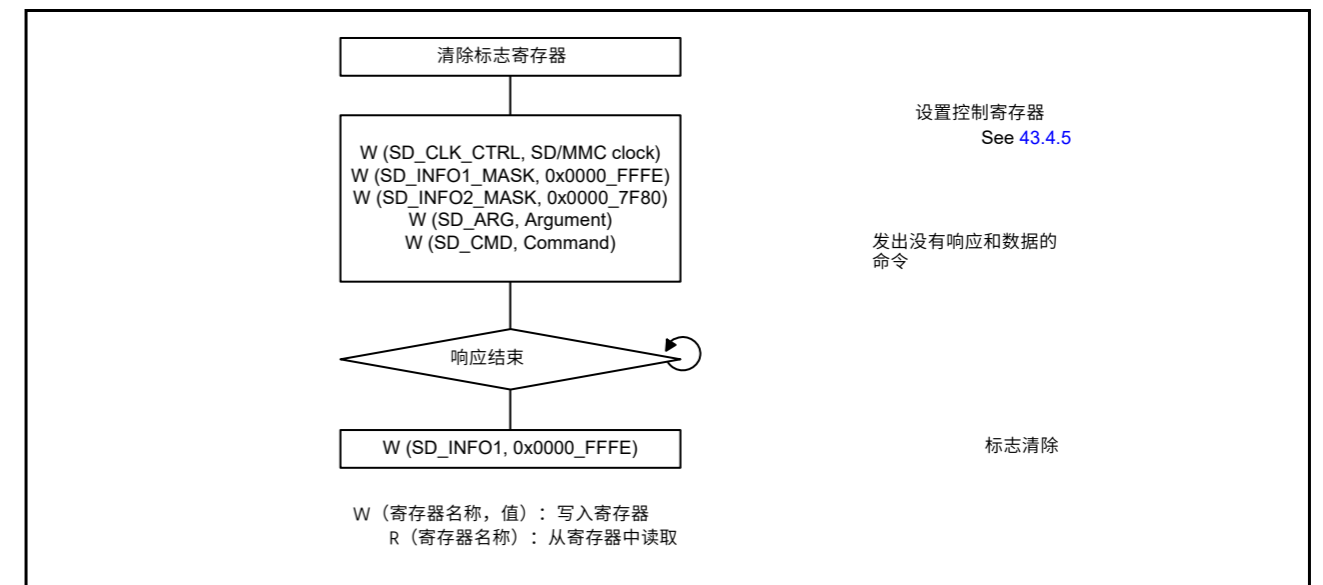 清除标志寄存器
设置控制寄存器
See 43.4.5
W (SD_CLK_CTRL, SD/MMC clock)
W (SD_INFO1_MASK, 0x0000_FFFE)
W (SD_INFO2_MASK, 0x0000_7F80)
W (SD_ARG, Argument)
W (SD_CMD, Command)
发出没有响应和数据的
命令
响应结束
W (SD_INFO1, 0x0000_FFFE)
标志清除
W（寄存器名称，值）：写入寄存器
R（寄存器名称）：从寄存器中读取